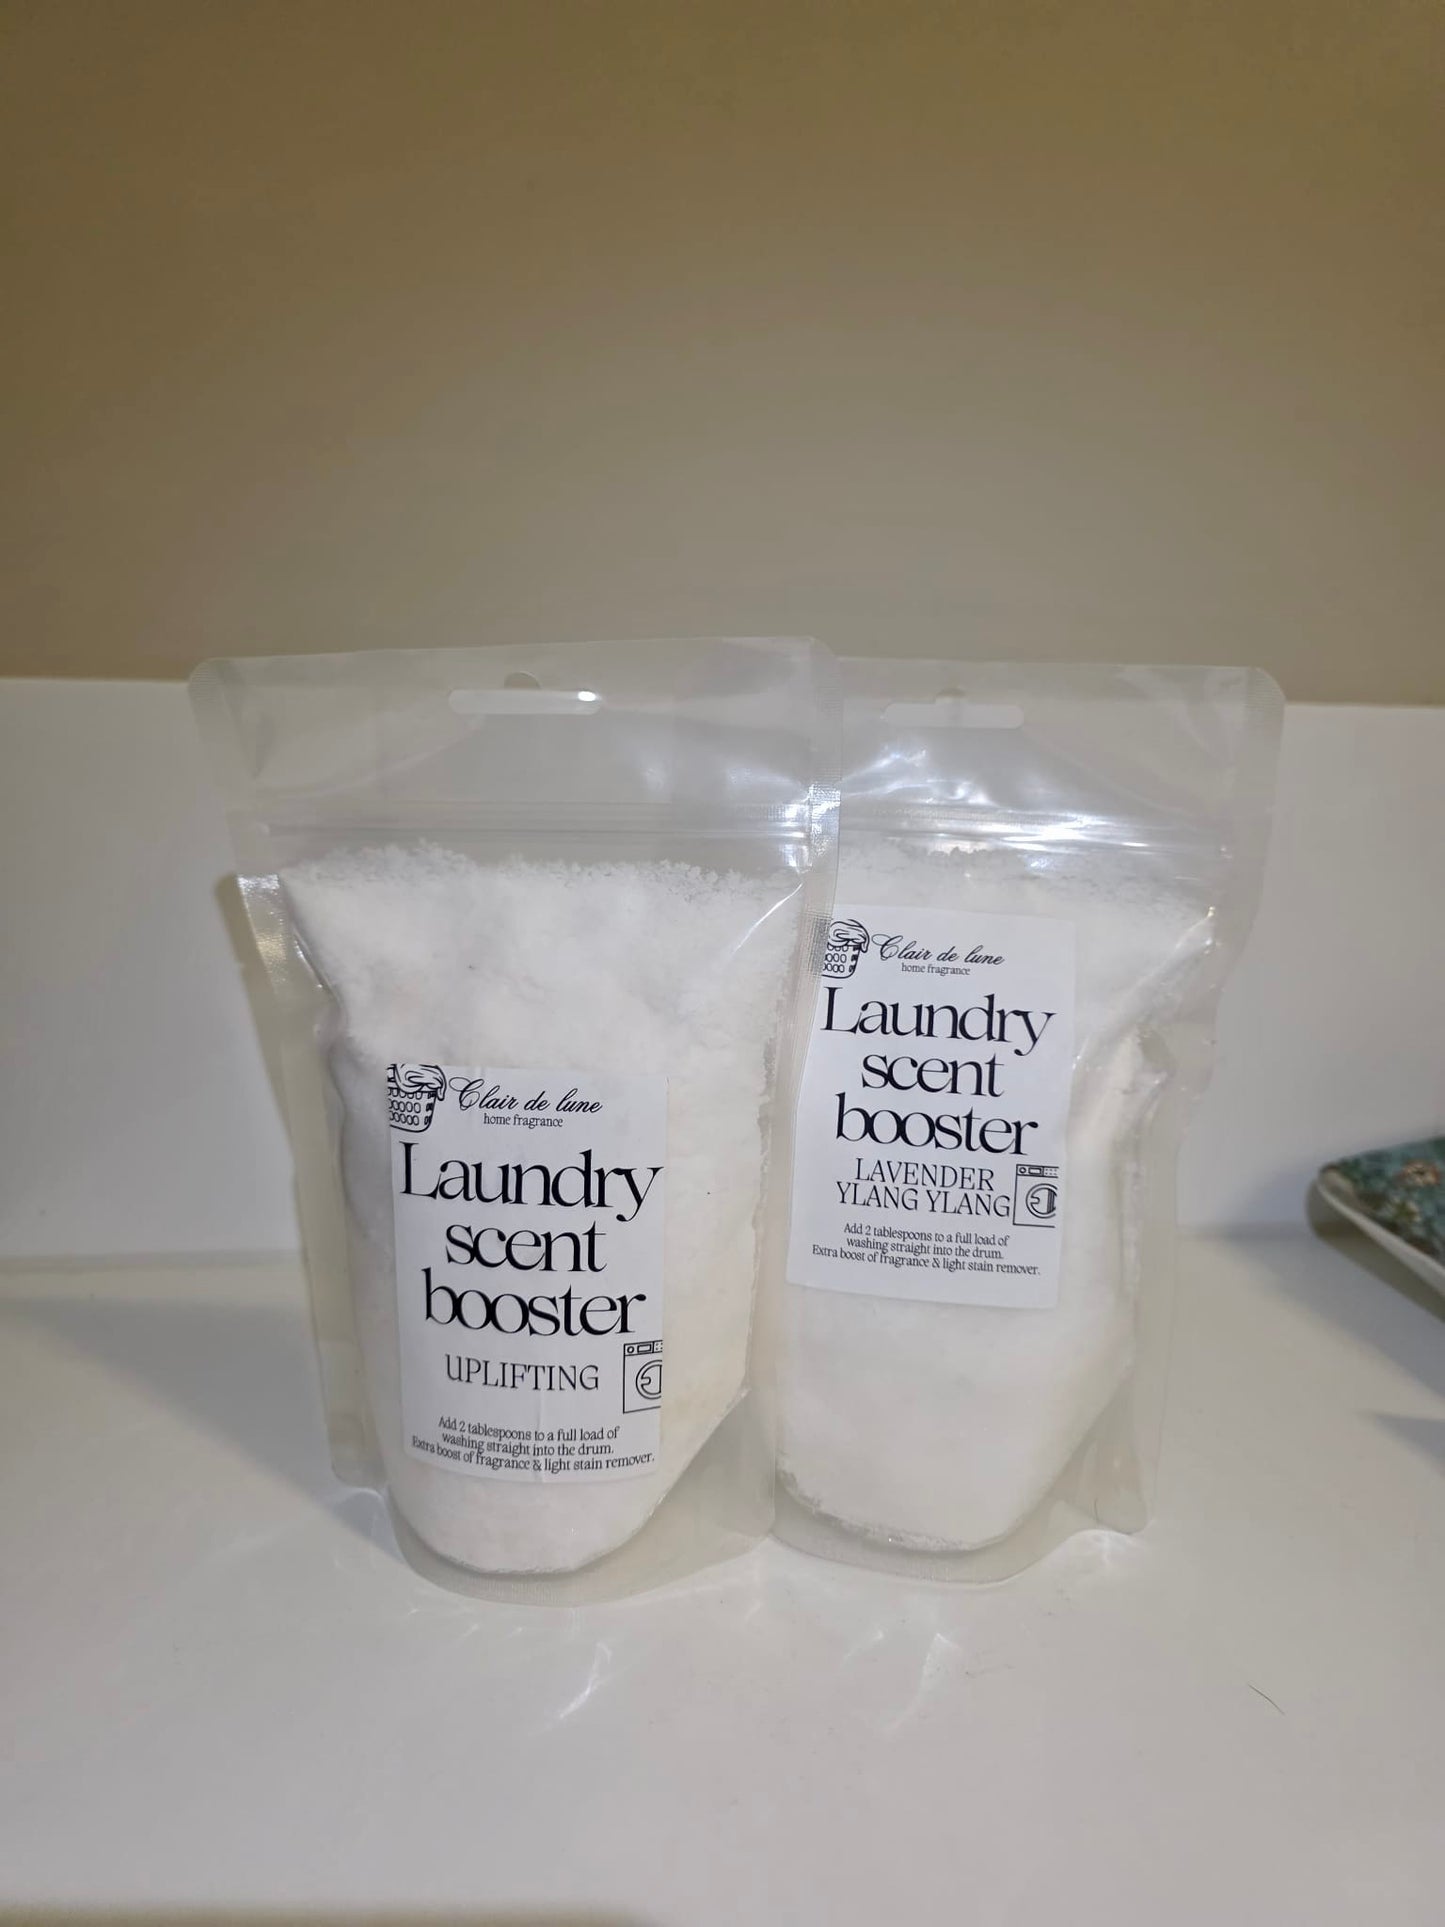 Clair de lune
home fragrance
Laundry
scent
booster
UPLIFTING
Add 2 tablespoons to a full load of
washing straight into the drum.
Extra boost of fragrance & light stain remover.
Clair de lune
home fragrance
Laundry
scent
booster
LAVENDER
YLANG YLANG
Add 2 tablespoons to a full load of
washing straight into the drum.
Extra boost of fragrance & light stain remover.